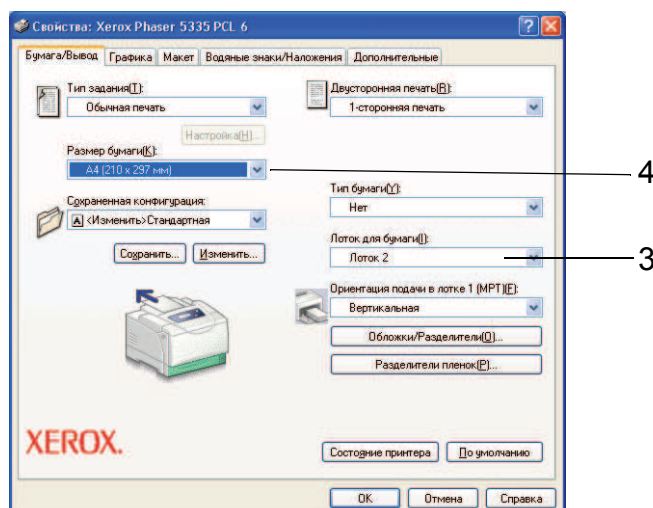 Свойства: Xerox Phaser 5335 PCL 6
Бумага/Вывод Графика Макет Водяные знаки/Наложения Дополнительные
Тип задания(T):
Обычная печать
Настройка(H)...
Размер бумаги(K):
A4 (210 x 297 мм)
4
Сохраненная конфигурация:
A <Изменить>Стандартная
Сохранить... Изменить...
Двусторонняя печать(R):
1-сторонняя печать
Тип бумаги(Y):
Нет
Лоток для бумаги(I):
Лоток 2
3
Ориентация подачи в лотке 1 (MPT)(F):
Вертикальная
Обложки/Разделители(O)...
Разделители пленок(P)...
XEROX.
Состояние принтера По умолчанию
OK Отмена Справка